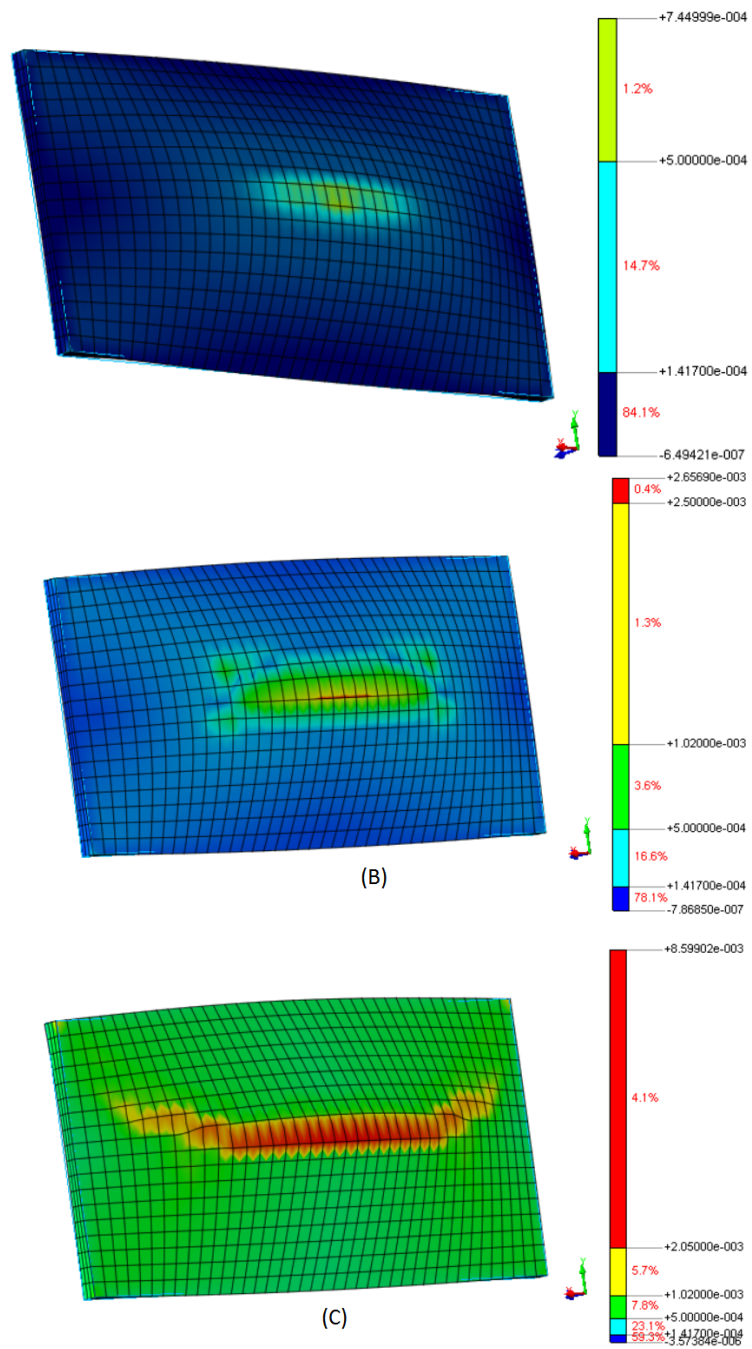 +7.44999e-004
1.2%
+5.00000e-004
14.7%
+1.41700e-004
84.1%
-6.49421e-007
Y
X
+2.65690e-003
0.4%
+2.50000e-003
1.3%
+1.02000e-003
3.6%
+5.00000e-004
16.6%
+1.41700e-004
78.1%
-7.86850e-007
Y
X
(B)
+8.59902e-003
4.1%
+2.05000e-003
5.7%
+1.02000e-003
7.8%
+5.00000e-004
23.1%
+1.41700e-004
59.3%
-3.57384e-006
Y
X
(C)